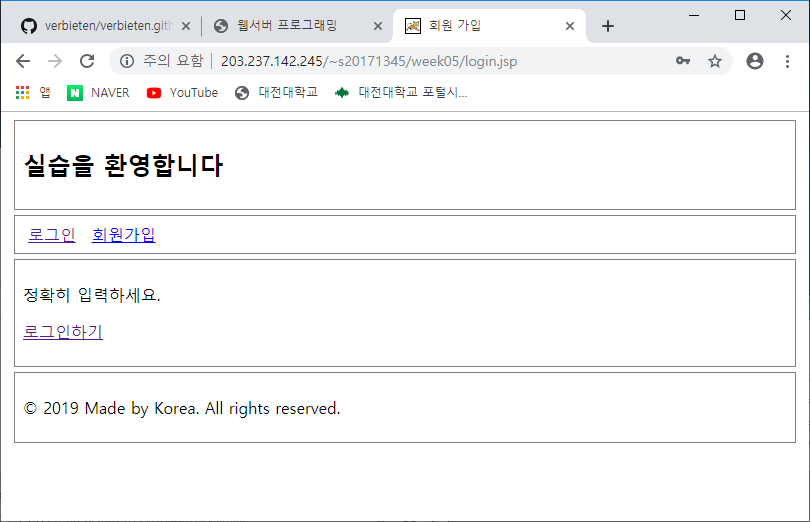 verbieten/verbieten.gith
웹서버 프로그래밍
회원 가입
주의 요함 | 203.237.142.245/~s20171345/week05/login.jsp
앱 NAVER YouTube 대전대학교 대전대학교 포털시...
실습을 환영합니다
로그인 회원가입
정확히 입력하세요.
로그인하기
© 2019 Made by Korea. All rights reserved.